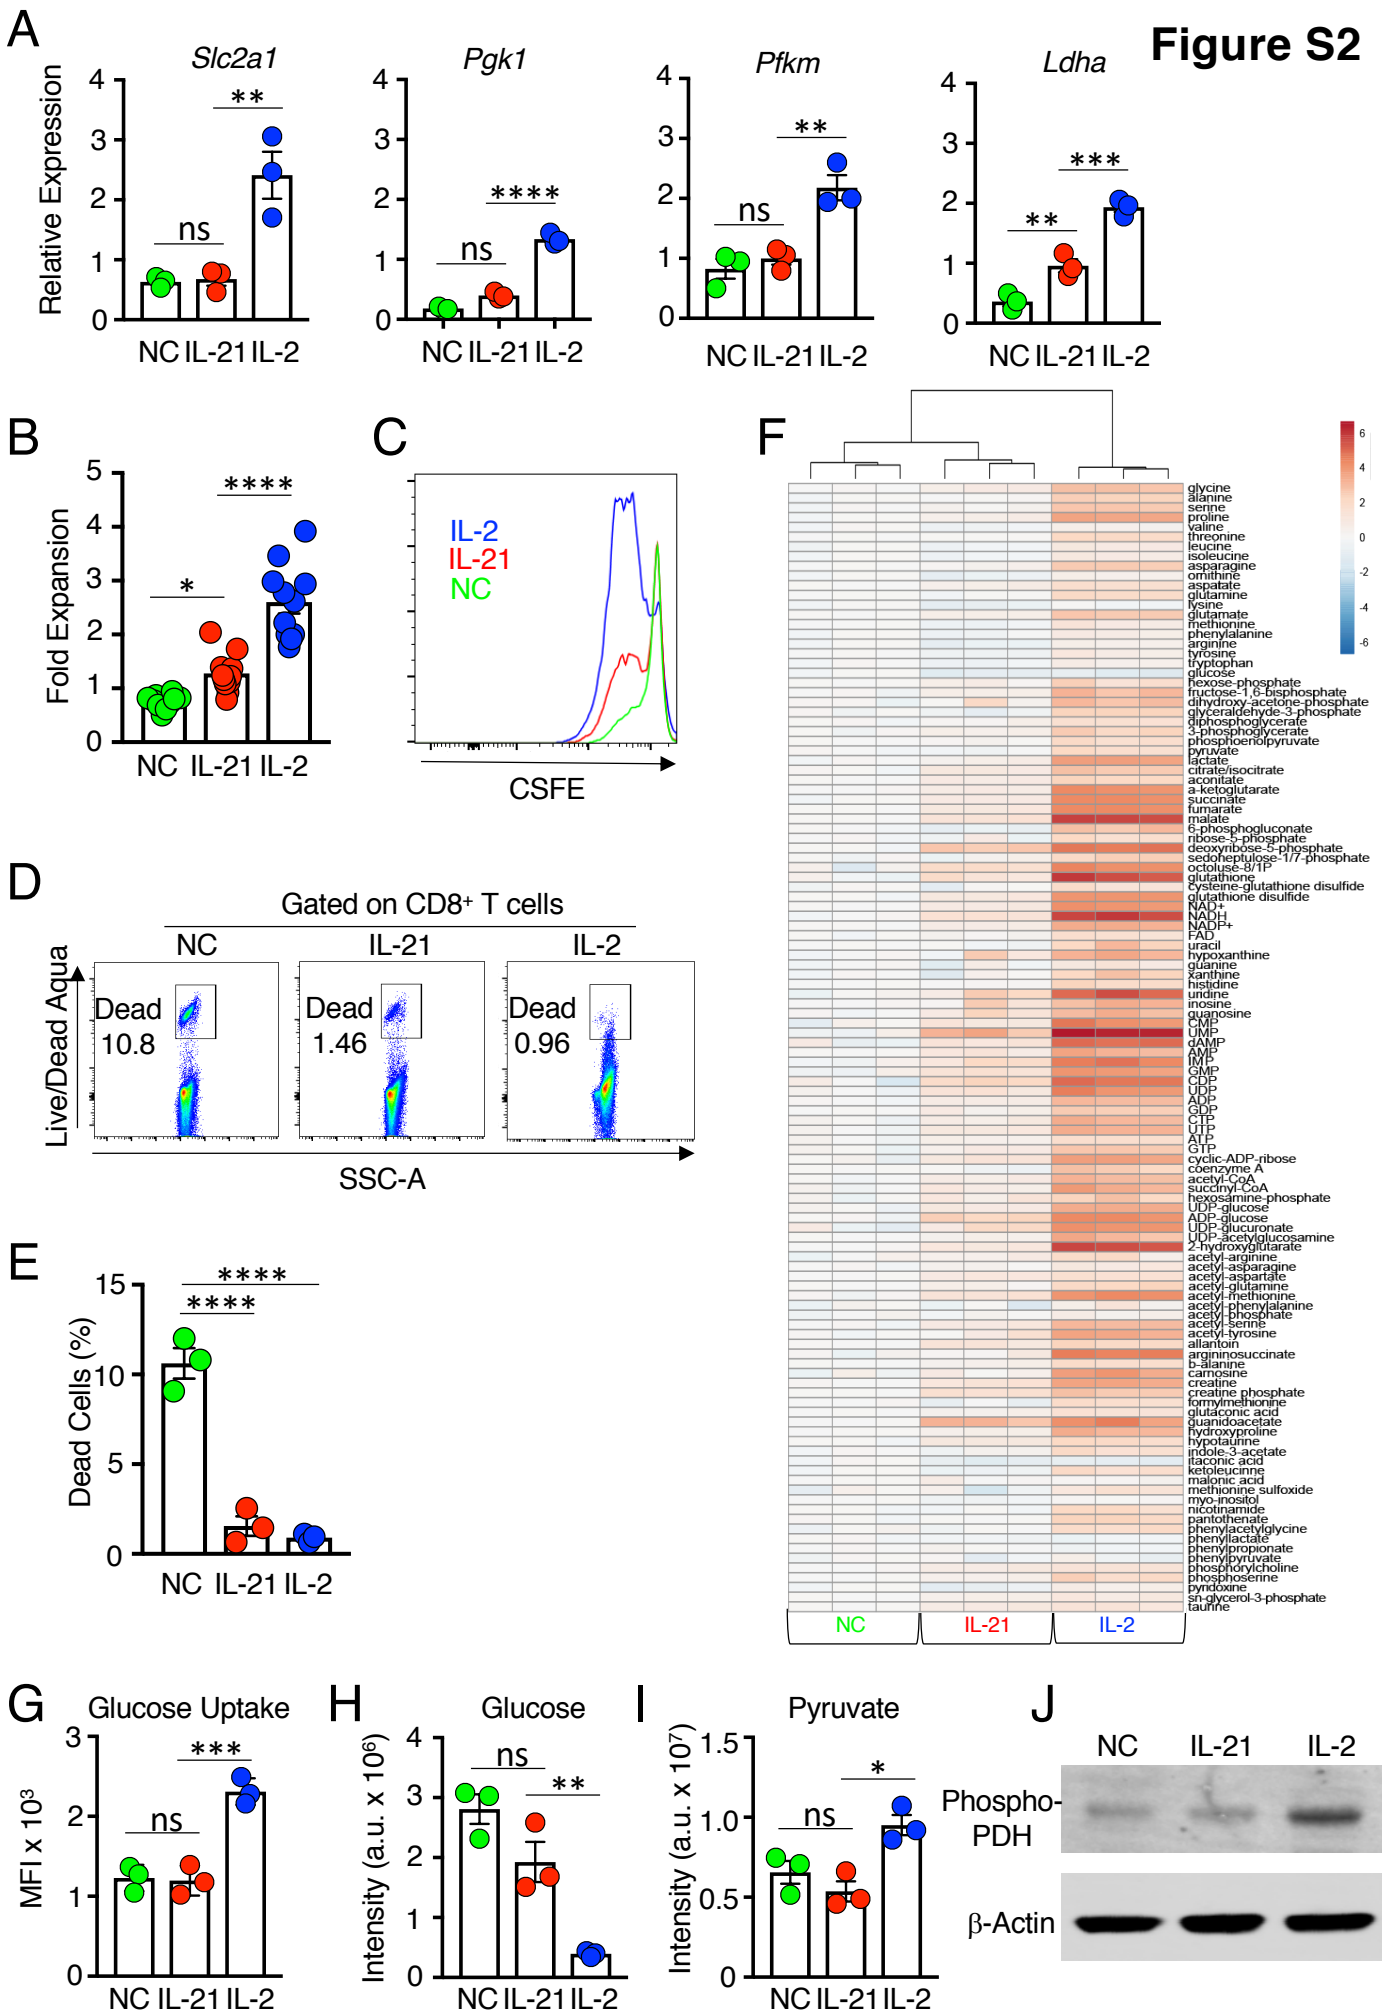 Figure S2
A
Slc2a1
Pgk1
Pfkm
Ldha
Relative Expression
4
3
2
1
0
ns
**
NC IL-21 IL-2
4
3
2
1
0
ns
****
NC IL-21 IL-2
4
3
2
1
0
ns
**
NC IL-21 IL-2
4
3
2
1
0
**
***
NC IL-21 IL-2
B
Fold Expansion
5
4
3
2
1
0
*
****
NC IL-21 IL-2
C
IL-2
IL-21
NC
CSFE
D
Gated on CD8+ T cells
NC IL-21 IL-2
Live/Dead Aqua
Dead
10.8
Dead
1.46
Dead
0.96
SSC-A
E
Dead Cells (%)
15
10
5
0
****
****
NC IL-21 IL-2
F
6
4
2
0
-2
-4
-6
glycine
alanine
serine
proline
valine
threonine
leucine
isoleucine
asparagine
ornithine
aspatate
glutamine
lysine
glutamate
methionine
phenylalanine
arginine
tyrosine
tryptophan
glucose
hexose-phosphate
fructose-1,6-bisphosphate
dihydroxy-acetone-phosphate
glyceraldehyde-3-phosphate
diphosphoglycerate
3-phosphoglycerate
phosphoenolpyruvate
pyruvate
lactate
citrate/isocitrate
aconitate
a-ketoglutarate
succinate
fumarate
malate
6-phosphogluconate
ribose-5-phosphate
deoxyribose-5-phosphate
sedoheptulose-1/7-phosphate
octoluse-8/1P
glutathione
cysteine-glutathione disulfide
glutathione disulfide
NAD+
NADH
NADP+
FAD
uracil
hypoxanthine
guanine
xanthine
histidine
uridine
inosine
guanosine
CMP
UMP
dAMP
AMP
IMP
GMP
CDP
UDP
ADP
GDP
CTP
UTP
ATP
GTP
cyclic-ADP-ribose
coenzyme A
acetyl-CoA
succinyl-CoA
hexosamine-phosphate
UDP-glucose
ADP-glucose
UDP-glucuronate
UDP-acetylglucosamine
2-hydroxyglutarate
acetyl-arginine
acetyl-asparagine
acetyl-aspartate
acetyl-glutamine
acetyl-methionine
acetyl-phenylalanine
acetyl-phosphate
acetyl-serine
acetyl-tyrosine
allantoin
argininosuccinate
b-alanine
carnosine
creatine
creatine phosphate
formylmethionine
glutaconic acid
guanidoacetate
hydroxyproline
hypotaurine
indole-3-acetate
itaconic acid
ketoleucinne
malonic acid
methionine sulfoxide
myo-inositol
nicotinamide
pantothenate
phenylacetylglycine
phenyllactate
phenylpropionate
phenylpyruvate
phosphorylcholine
phosphoserine
pyridoxine
sn-glycerol-3-phosphate
taurine
NC IL-21 IL-2
G
Glucose Uptake
MFI x 10³
3
2
1
0
ns
***
NC IL-21 IL-2
H
Glucose
Intensity (a.u. x 10⁶)
4
3
2
1
0
ns
**
NC IL-21 IL-2
I
Pyruvate
Intensity (a.u. x 10⁷)
1.5
1.0
0.5
0
ns
*
NC IL-21 IL-2
J
NC IL-21 IL-2
Phospho-
PDH
β-Actin